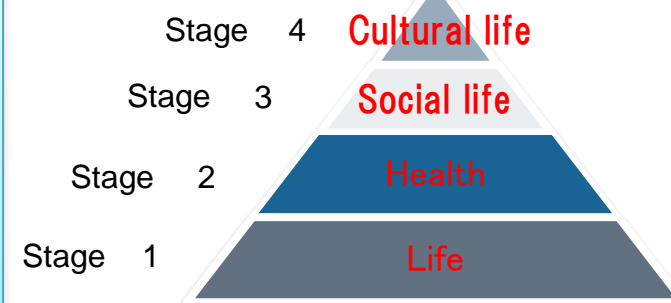 Stage 4 Cultural life
Stage 3 Social life
Stage 2 Health
Stage 1 Life